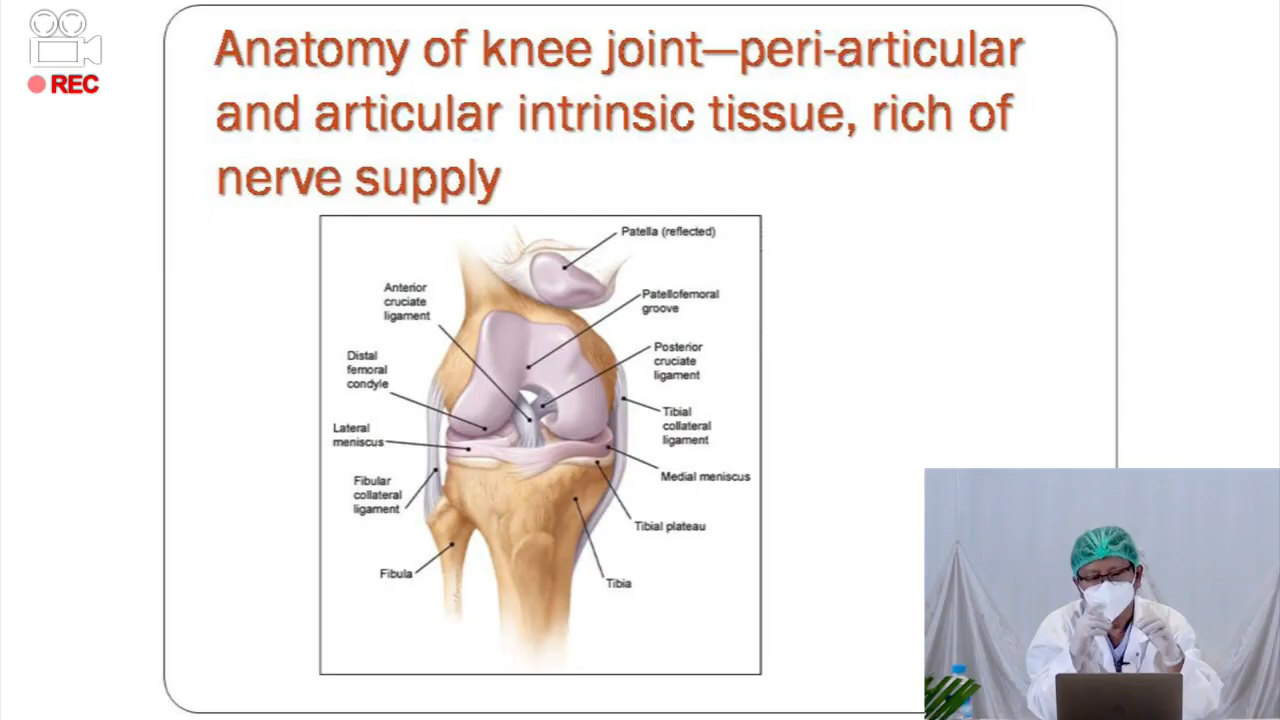 REC
Anatomy of knee joint—peri-articular
and articular intrinsic tissue, rich of
nerve supply
Patella (reflected)
Anterior
cruciate
ligament
Patellofemoral
groove
Distal
femoral
condyle
Posterior
cruciate
ligament
Tibial
collateral
ligament
Lateral
meniscus
Medial meniscus
Fibular
collateral
ligament
Tibial plateau
Fibula
Tibia